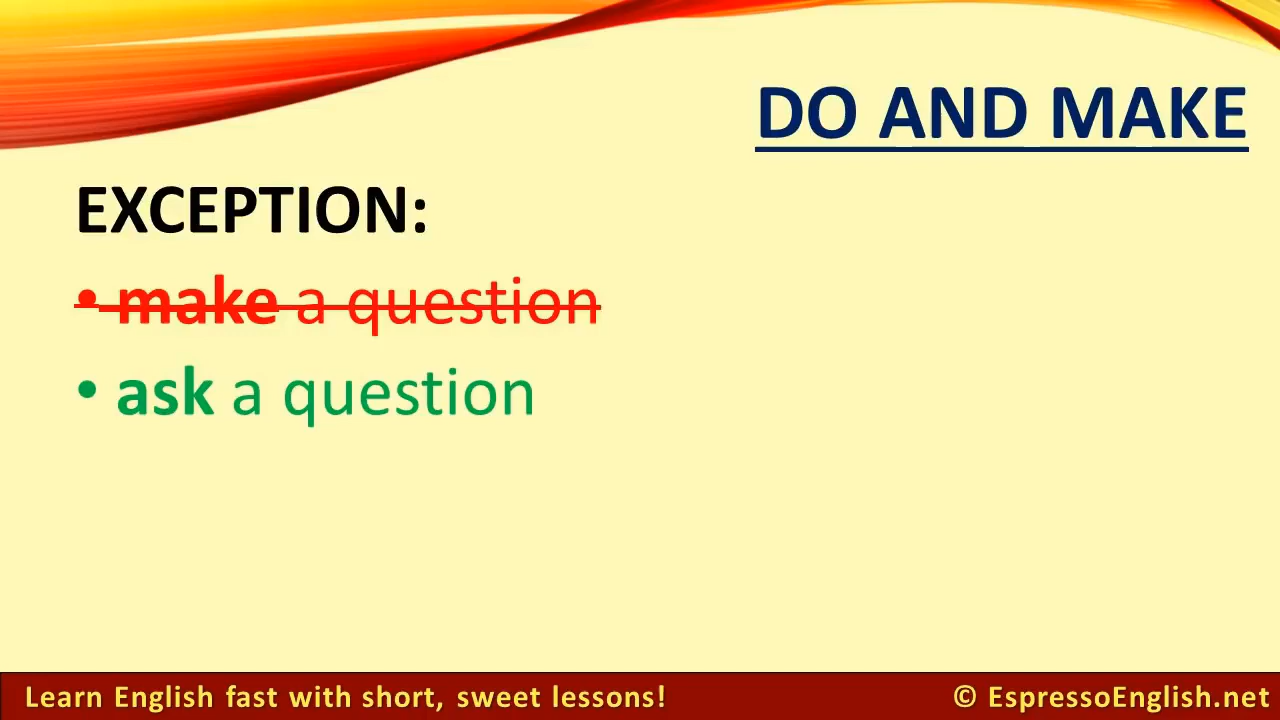 DO AND MAKE
EXCEPTION:
• make a question
• ask a question
Learn English fast with short, sweet lessons!
© EspressoEnglish.net